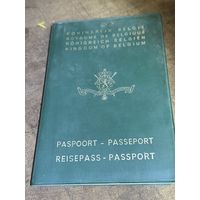 KONINKRIJK BELGIË
ROYAUME DE BELGIQUE
KÖNIGREICH BELGIEN
KINGDOM OF BELGIUM
PASPOORT - PASSEPORT
REISEPASS - PASSPORT